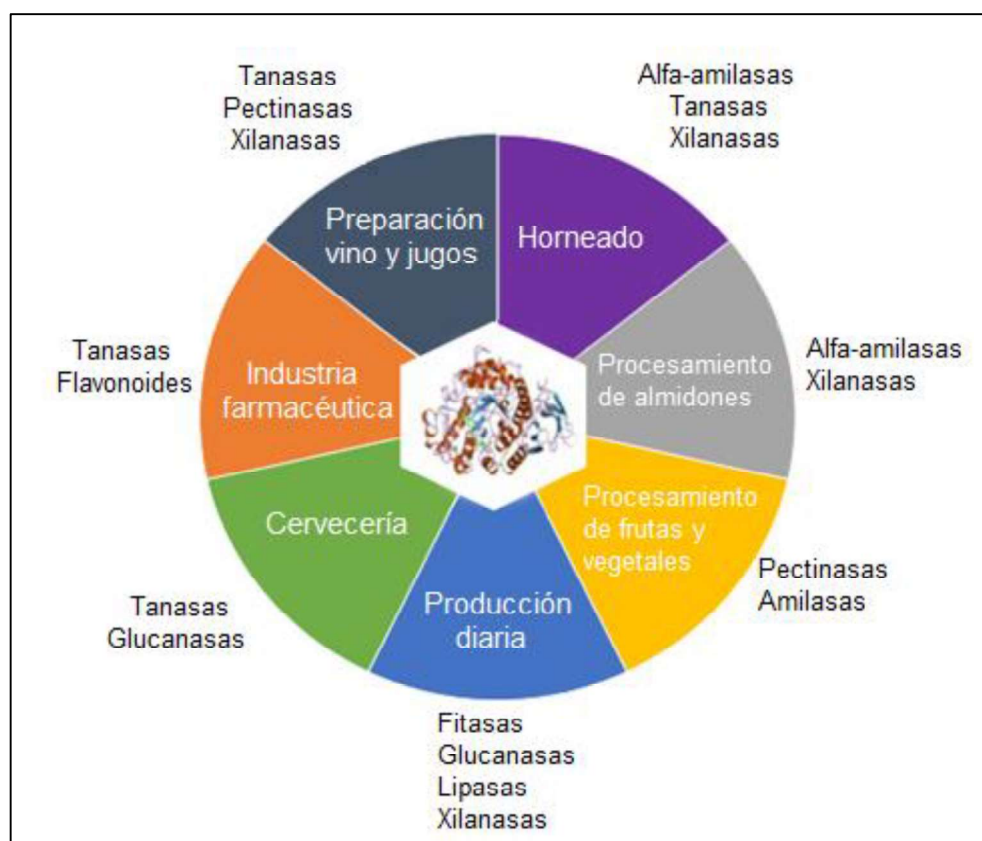 Tanasas
Pectinasas
Xilanasas
Alfa-amilasas
Tanasas
Xilanasas
Preparación
vino y jugos
Horneado
Tanasas
Flavonoides
Industria
farmacéutica
Procesamiento
de almidones
Alfa-amilasas
Xilanasas
Cervecería
Procesamiento
de frutas y
vegetales
Tanasas
Glucanasas
Producción
diaria
Pectinasas
Amilasas
Fitasas
Glucanasas
Lipasas
Xilanasas